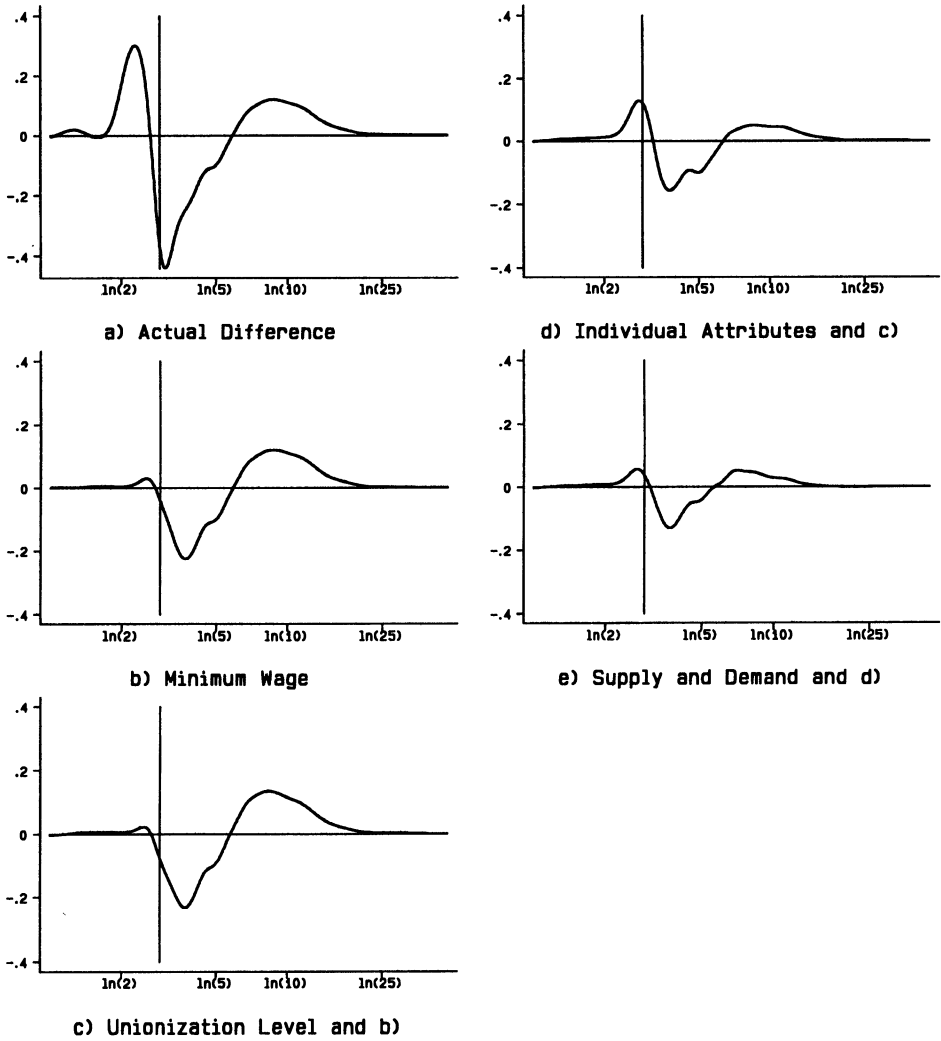 .4
.2
0
-.2
-.4
ln(2) ln(5) ln(10) ln(25)
a) Actual Difference
.4
.2
0
-.2
-.4
ln(2) ln(5) ln(10) ln(25)
b) Minimum Wage
.4
.2
0
-.2
-.4
ln(2) ln(5) ln(10) ln(25)
c) Unionization Level and b)
.4
.2
0
-.2
-.4
ln(2) ln(5) ln(10) ln(25)
d) Individual Attributes and c)
.4
.2
0
-.2
-.4
ln(2) ln(5) ln(10) ln(25)
e) Supply and Demand and d)